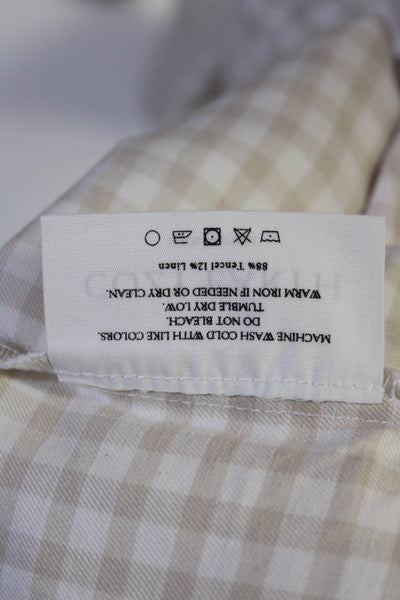 MACHINE WASH COLD WITH LIKE COLORS.
DO NOT BLEACH.
TUMBLE DRY LOW.
WARM IRON IF NEEDED OR DRY CLEAN.
88% Tencel 12% Linen